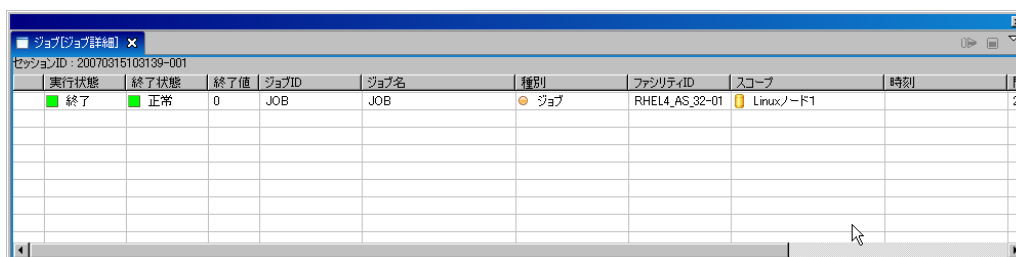 ジョブ[ジョブ詳細]
セッションID : 20070315103139-001
実行状態 終了状態 終了値 ジョブID ジョブ名 種別 ファシリティID スコープ 時刻
終了 正常 0 JOB JOB ジョブ RHEL4_AS_32-01 Linuxノード1